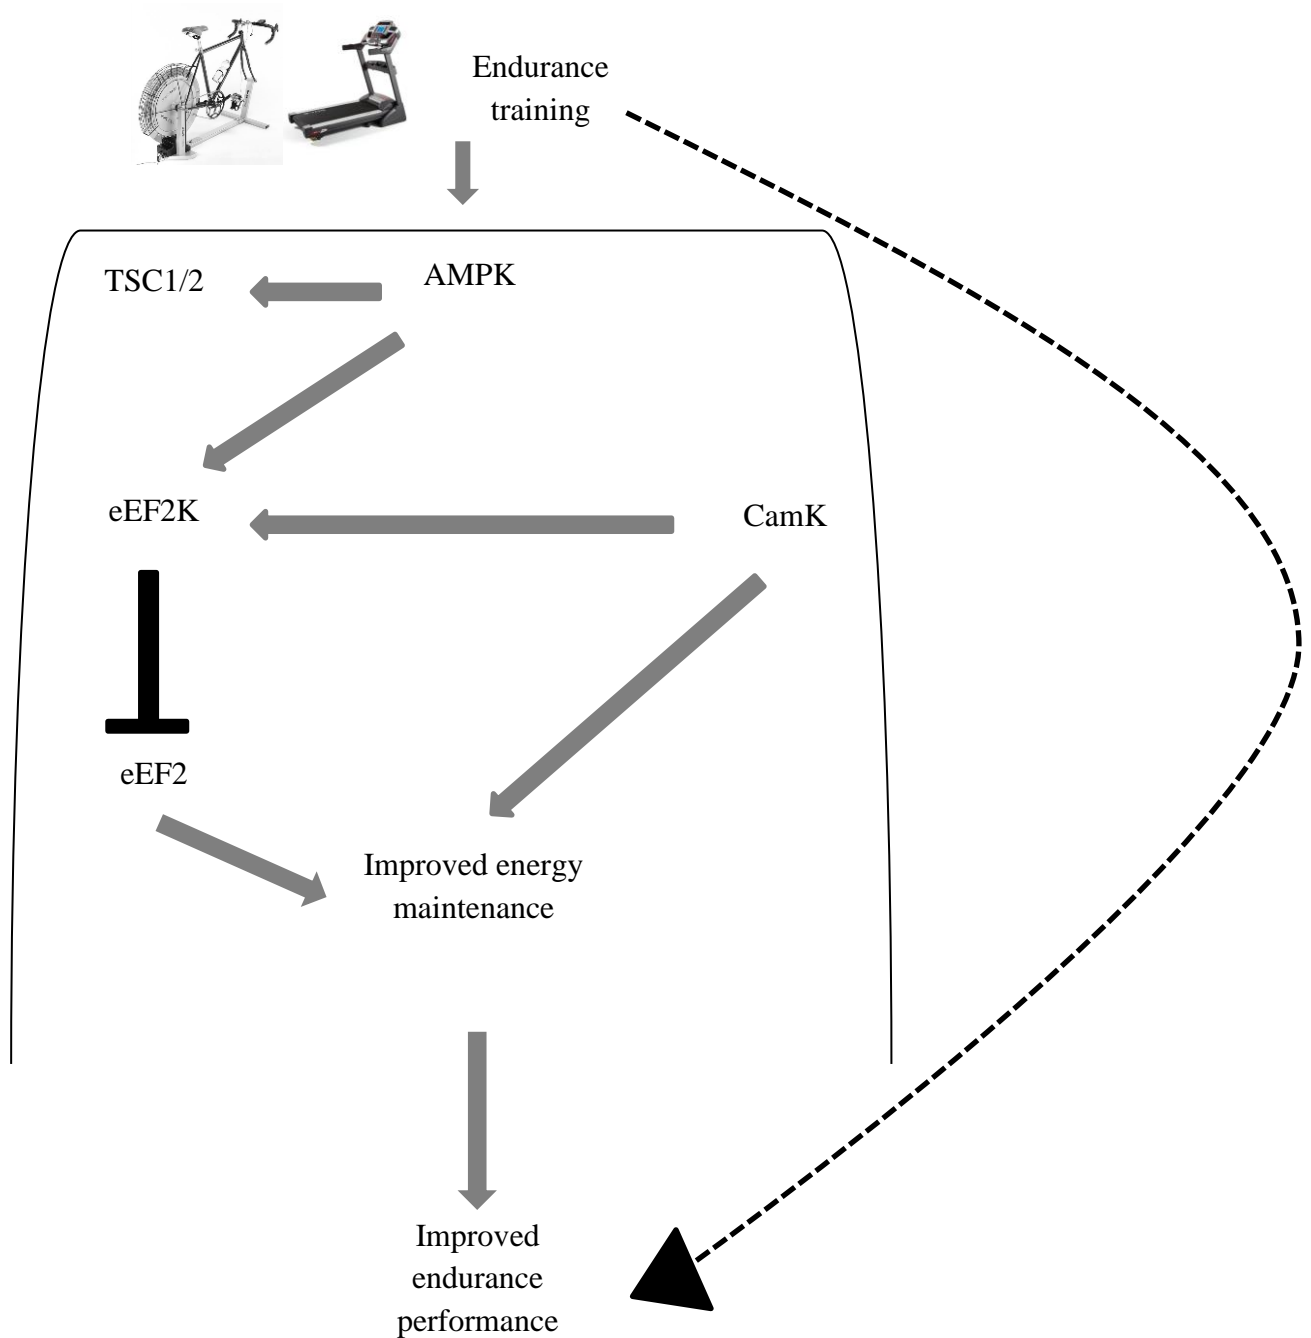 Endurance
training
TSC1/2
AMPK
eEF2K
CamK
eEF2
Improved energy
maintenance
Improved
endurance
performance